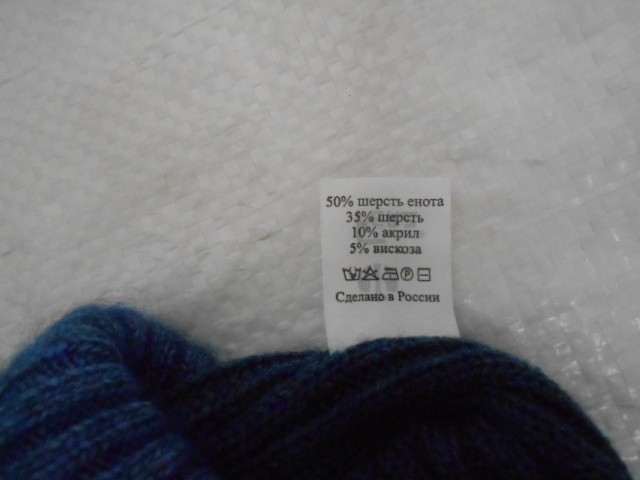 50% шерсть енота
35% шерсть
10% акрил
5% вискоза
P
Сделано в России